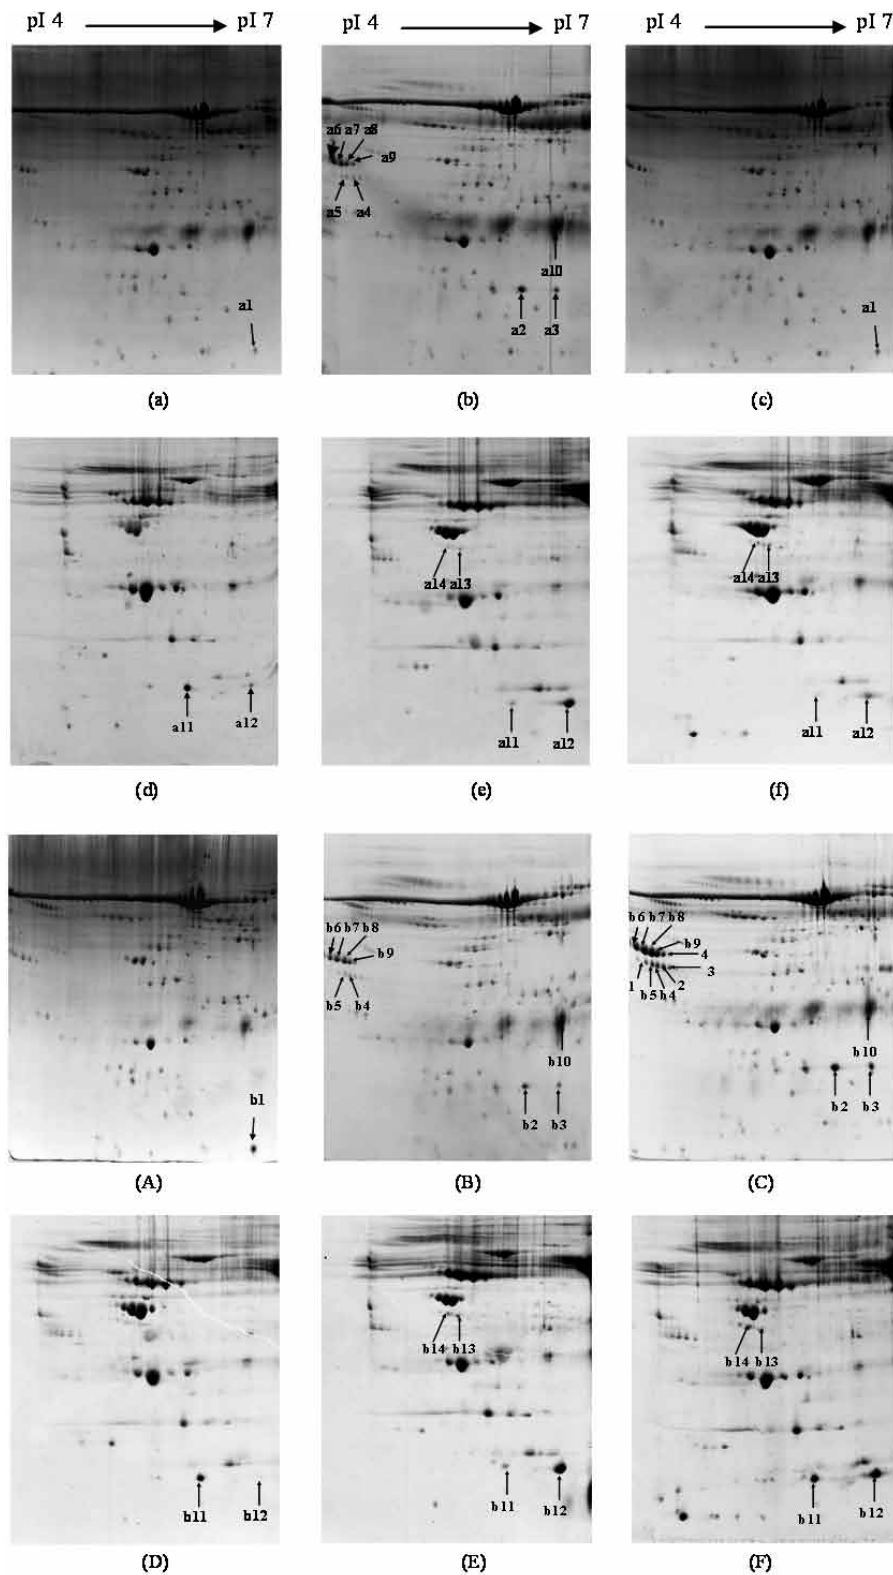 pI 4 pI 7 pI 4 pI 7 pI 4 pI 7
a6 a7 a8
a9
a5 a4
a10
a1 a2 a3 a1
(a) (b) (c)
a14 a13 a14 a13
a11 a12 a11 a12 a11 a12
(d) (e) (f)
b6 b7 b8 b6 b7 b8
b9 b9 4
3
b5 b4 1 b5 b4 2
b10 b10
b1 b2 b3 b2 b3
(A) (B) (C)
b14 b13 b14 b13
b11 b12 b11 b12 b11 b12
(D) (E) (F)